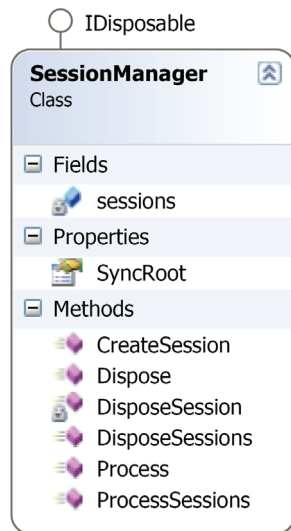 IDisposable
SessionManager
Class
Fields
sessions
Properties
SyncRoot
Methods
CreateSession
Dispose
DisposeSession
DisposeSessions
Process
ProcessSessions